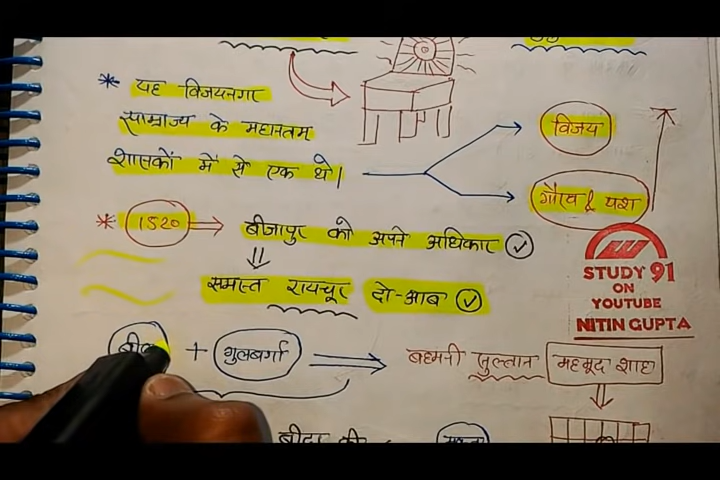 * यह विजयनगर
साम्राज्य के महानतम
शासकों में से एक थे।
विजय
गौरव & यश
* 1520 ⇒ बीजापुर को अपने अधिकार ✓
समस्त रायचूर दो-आब ✓
STUDY 91
ON
YOUTUBE
NITIN GUPTA
+ गुलबर्गा ⇒ बहमनी सुल्तान महमूद शाह